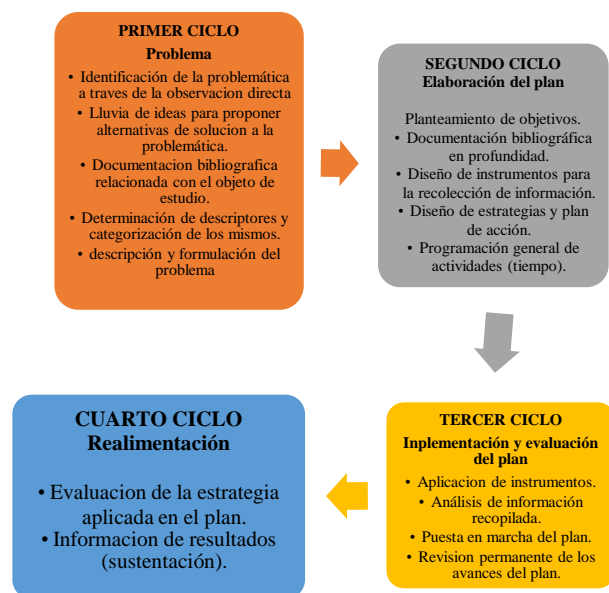 PRIMER CICLO
Problema
• Identificación de la problemática
a traves de la observacion directa
• Lluvia de ideas para proponer
alternativas de solucion a la
problemática.
• Documentacion bibliografica
relacionada con el objeto de
estudio.
• Determinación de descriptores y
categorización de los mismos.
• descripción y formulación del
problema
SEGUNDO CICLO
Elaboración del plan
Planteamiento de objetivos.
• Documentación bibliográfica
en profundidad.
• Diseño de instrumentos para
la recolección de información.
• Diseño de estrategias y plan
de acción.
• Programación general de
actividades (tiempo).
TERCER CICLO
Inplementación y evaluación
del plan
• Aplicacion de instrumentos.
• Análisis de información
recopilada.
• Puesta en marcha del plan.
• Revision permanente de los
avances del plan.
CUARTO CICLO
Realimentación
• Evaluacion de la estrategia
aplicada en el plan.
• Informacion de resultados
(sustentación).